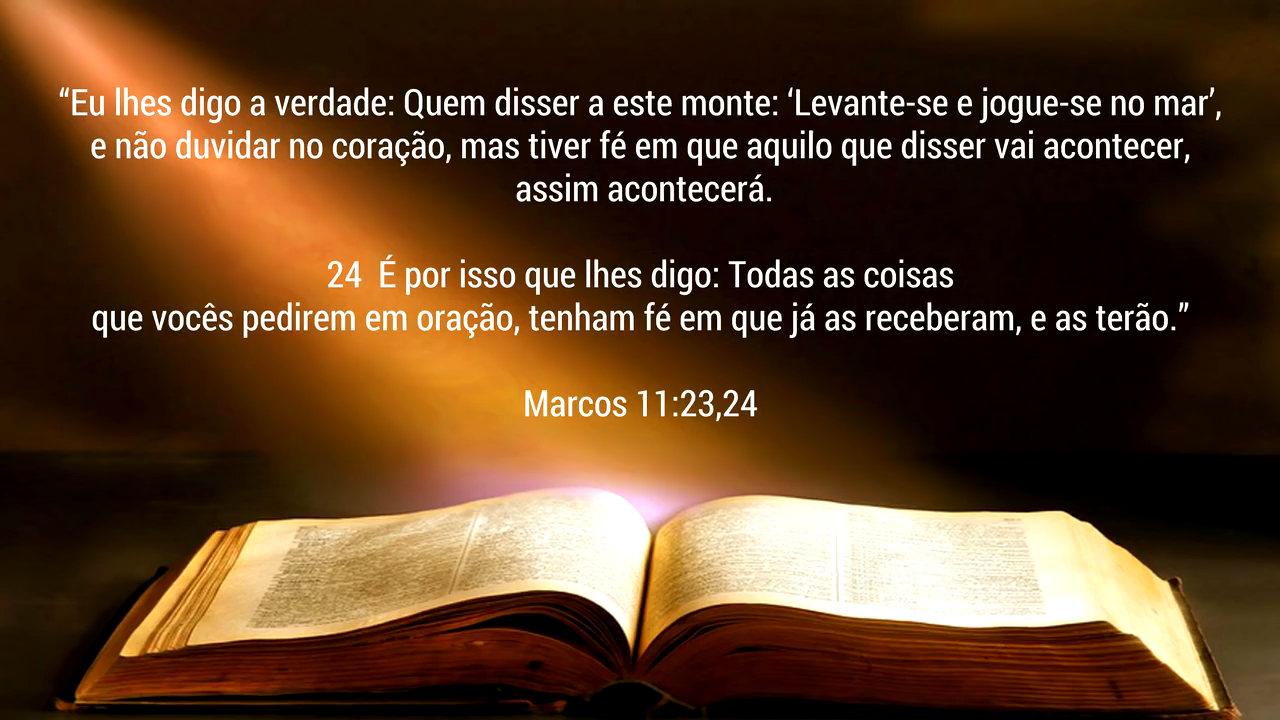 “Eu lhes digo a verdade: Quem disser a este monte: ‘Levante-se e jogue-se no mar’,
e não duvidar no coração, mas tiver fé em que aquilo que disser vai acontecer,
assim acontecerá.
24 É por isso que lhes digo: Todas as coisas
que vocês pedirem em oração, tenham fé em que já as receberam, e as terão.”
Marcos 11:23,24